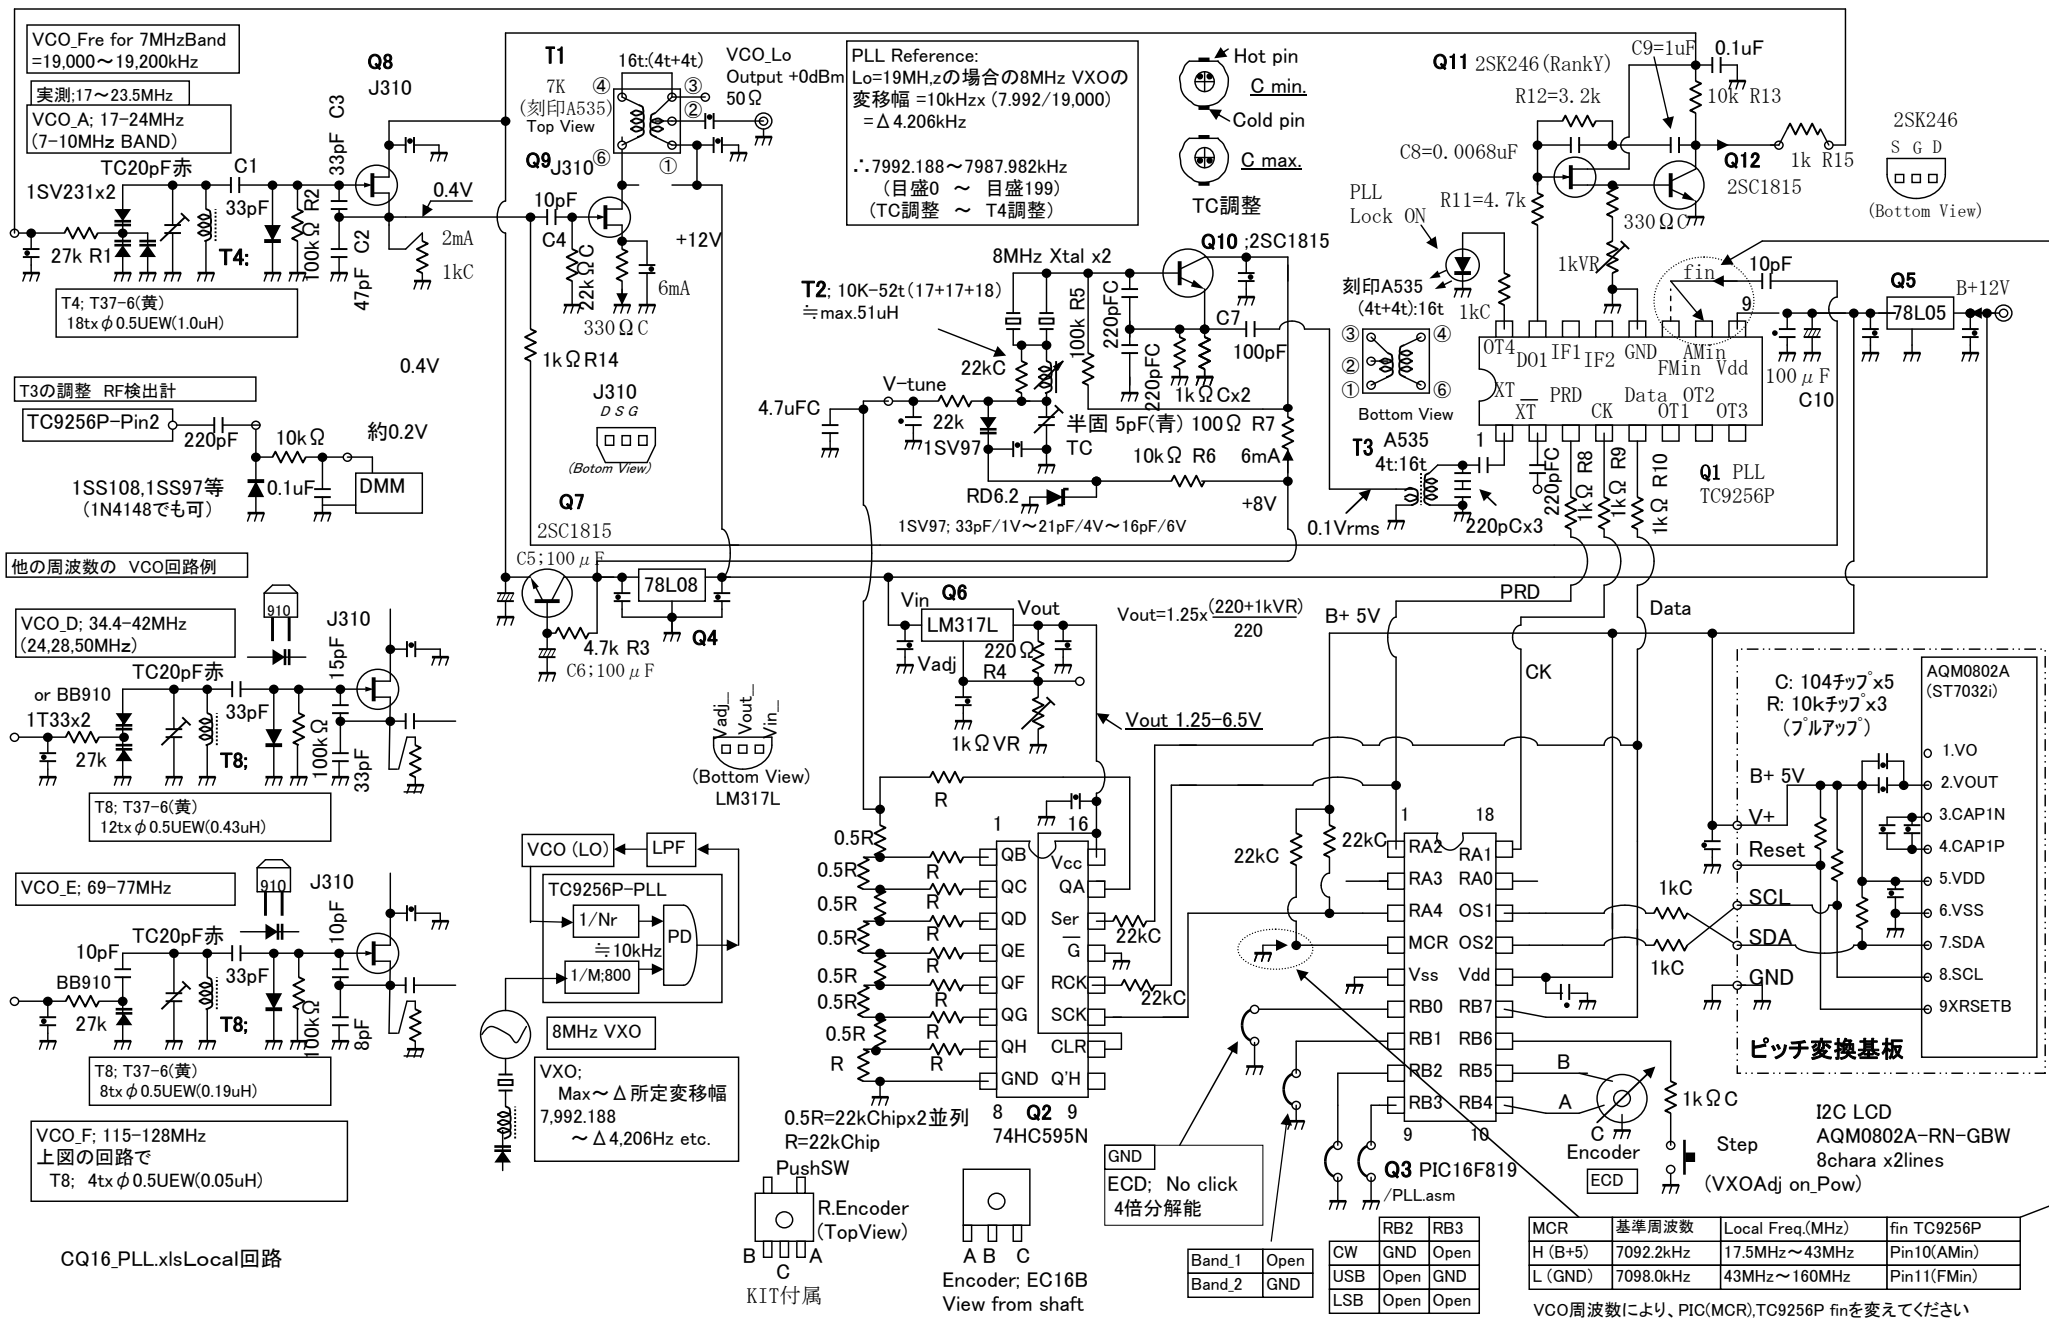 VCO_Fre for 7MHzBand
=19,000～19,200kHz
実測;17～23.5MHz
VCO_A; 17-24MHz
(7-10MHz BAND)
TC20pF赤
1SV231x2
C1
33pF
27k R1
T4;
100kΩ R2
33pF C3
47pF C2
Q8
J310
0.4V
2mA
1kC
T4; T37-6(黄)
18txφ0.5UEW(1.0uH)
0.4V
T1
7K
(刻印A535)
Top View
16t:(4t+4t)
④
③
②
⑥
①
VCO_Lo
Output +0dBm
50Ω
Q9
J310
10pF
C4
22kΩC
330ΩC
6mA
+12V
1kΩR14
J310
D S G
(Botom View)
PLL Reference:
Lo=19MH,zの場合の8MHz VXOの
変移幅 =10kHzx (7.992/19,000)
=Δ4.206kHz
∴7992.188～7987.982kHz
(目盛0 ～ 目盛199)
(TC調整 ～ T4調整)
Hot pin
C min.
Cold pin
C max.
TC調整
8MHz Xtal x2
Q10 ;2SC1815
T2; 10K-52t(17+17+18)
≒max.51uH
22kC
100k R5
220pFC
220pFC
C7
100pF
1kΩCx2
V-tune
4.7uFC
22k
1SV97
半固 5pF(青)
TC
100Ω R7
10kΩ R6
6mA
RD6.2
+8V
1SV97; 33pF/1V～21pF/4V～16pF/6V
Q11 2SK246(RankY)
C9=1uF
0.1uF
R12=3.2k
10k R13
C8=0.0068uF
Q12
2SC1815
1k R15
2SK246
S G D
(Bottom View)
PLL
Lock ON
R11=4.7k
330ΩC
1kVR
fin
10pF
刻印A535
(4t+4t):16t
1kC
③
④
②
①
⑥
Bottom View
Q5
B+12V
78L05
9
100μF
C10
OT4
DO1
IF1
IF2
GND
AMin
FMin
Vdd
XT
XT
PRD
CK
Data
OT2
OT1
OT3
1
T3
A535
4t:16t
0.1Vrms
220pCx3
220pFC
1kΩ R8
1kΩ R9
1kΩ R10
Q1 PLL
TC9256P
T3の調整 RF検出計
TC9256P-Pin2
220pF
10kΩ
約0.2V
1SS108,1SS97等
(1N4148でも可)
0.1uF
DMM
Q7
2SC1815
C5;100μF
78L08
Q4
4.7k R3
C6;100μF
Vin
Q6
LM317L
Vout
Vadj
220Ω
R4
1kΩVR
Vout=1.25x (220+1kVR)
220
Vout 1.25-6.5V
Vadj_
Vout_
Vin_
(Bottom View)
LM317L
B+ 5V
PRD
CK
Data
他の周波数の VCO回路例
VCO_D; 34.4-42MHz
(24,28,50MHz)
910
J310
TC20pF赤
15pF
or BB910
1T33x2
33pF
27k
T8;
100kΩ
33pF
T8; T37-6(黄)
12txφ0.5UEW(0.43uH)
VCO_E; 69-77MHz
910
J310
TC20pF赤
10pF
10pF
BB910
33pF
27k
T8;
100kΩ
8pF
T8; T37-6(黄)
8txφ0.5UEW(0.19uH)
VCO_F; 115-128MHz
上図の回路で
T8; 4txφ0.5UEW(0.05uH)
CQ16_PLL.xlsLocal回路
VCO (LO)
LPF
TC9256P-PLL
1/Nr
≒10kHz
1/M;800
PD
8MHz VXO
VXO;
Max～Δ所定変移幅
7,992.188
～Δ4,206Hz etc.
R
0.5R
0.5R
0.5R
0.5R
0.5R
0.5R
0.5R
R
R
R
R
R
R
R
R
1
16
QB
QC
QD
QE
QF
QG
QH
GND
Vcc
QA
Ser
G
RCK
SCK
CLR
Q'H
8
Q2
9
74HC595N
22kC
22kC
0.5R=22kChipx2並列
R=22kChip
PushSW
R.Encoder
(TopView)
B
C
A
KIT付属
A B C
Encoder; EC16B
View from shaft
22kC
22kC
1
18
RA2
RA3
RA4
MCR
Vss
RB0
RB1
RB2
RB3
RA1
RA0
OS1
OS2
Vdd
RB7
RB6
RB5
RB4
9
10
Q3 PIC16F819
/PLL.asm
1kC
1kC
B
A
C
Encoder
ECD
1kΩC
Step
(VXOAdj on_Pow)
C: 104ﾁｯﾌﾟx5
R: 10kﾁｯﾌﾟx3
(ﾌﾟﾙｱｯﾌﾟ)
AQM0802A
(ST7032i)
B+ 5V
V+
Reset
SCL
SDA
GND
1.VO
2.VOUT
3.CAP1N
4.CAP1P
5.VDD
6.VSS
7.SDA
8.SCL
9XRSETB
ピッチ変換基板
I2C LCD
AQM0802A-RN-GBW
8chara x2lines
GND
ECD; No click
4倍分解能
Band_1 Open
Band_2 GND
RB2 RB3
CW GND Open
USB Open GND
LSB Open Open
MCR 基準周波数 Local Freq.(MHz) fin TC9256P
H (B+5) 7092.2kHz 17.5MHz～43MHz Pin10(AMin)
L (GND) 7098.0kHz 43MHz～160MHz Pin11(FMin)
VCO周波数により、PIC(MCR),TC9256P finを変えてください